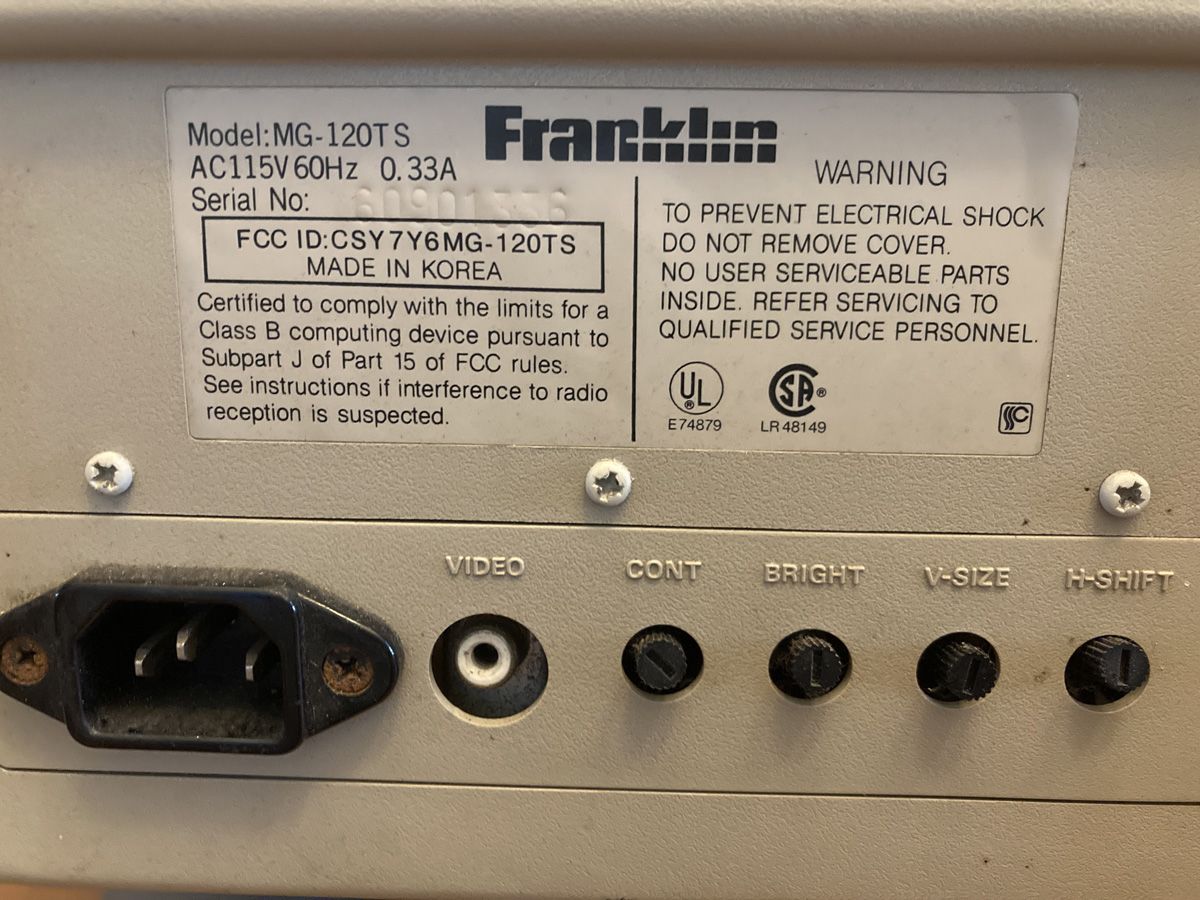 Franklin
Model:MG-120TS
AC115V 60Hz 0.33A
Serial No: 60901336
FCC ID:CSY7Y6MG-120TS
MADE IN KOREA
Certified to comply with the limits for a
Class B computing device pursuant to
Subpart J of Part 15 of FCC rules.
See instructions if interference to radio
reception is suspected.
WARNING
TO PREVENT ELECTRICAL SHOCK
DO NOT REMOVE COVER.
NO USER SERVICEABLE PARTS
INSIDE. REFER SERVICING TO
QUALIFIED SERVICE PERSONNEL.
UL® SA®
E74879 LR 48149
VIDEO CONT BRIGHT V-SIZE H-SHIFT